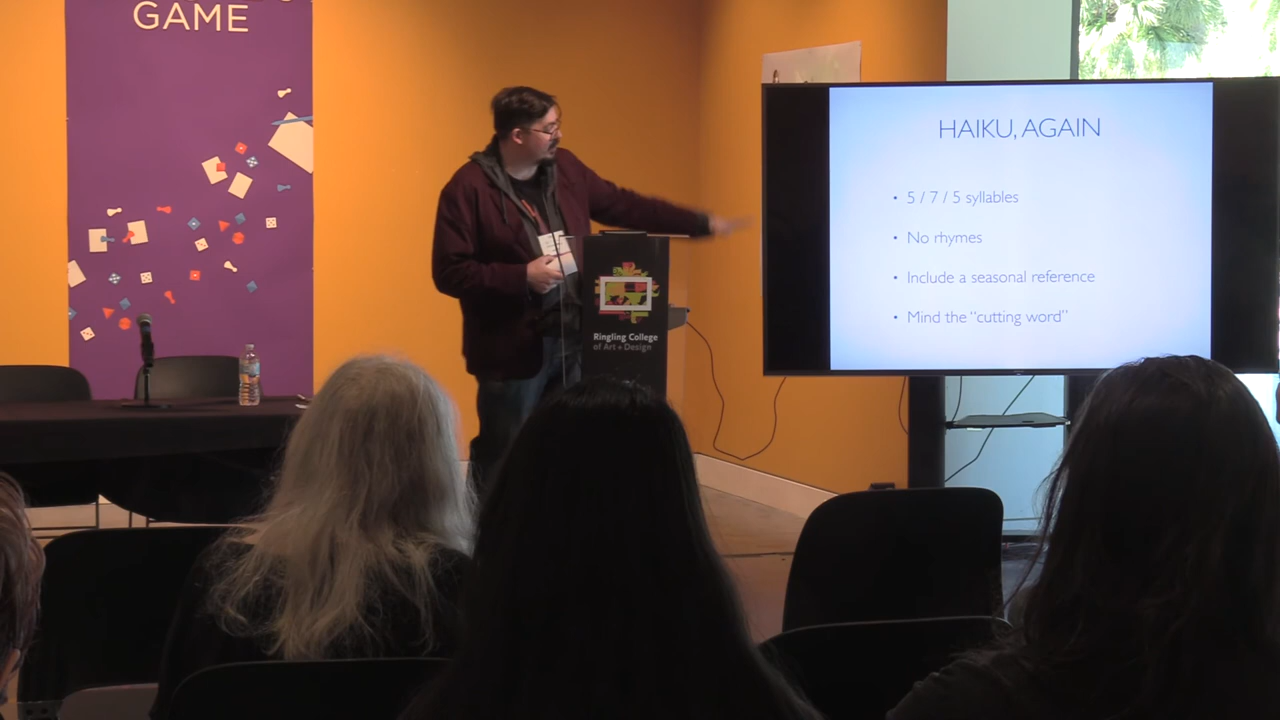 GAME
HAIKU, AGAIN
• 5 / 7 / 5 syllables
• No rhymes
• Include a seasonal reference
• Mind the “cutting word”
Ringling College
of Art + Design